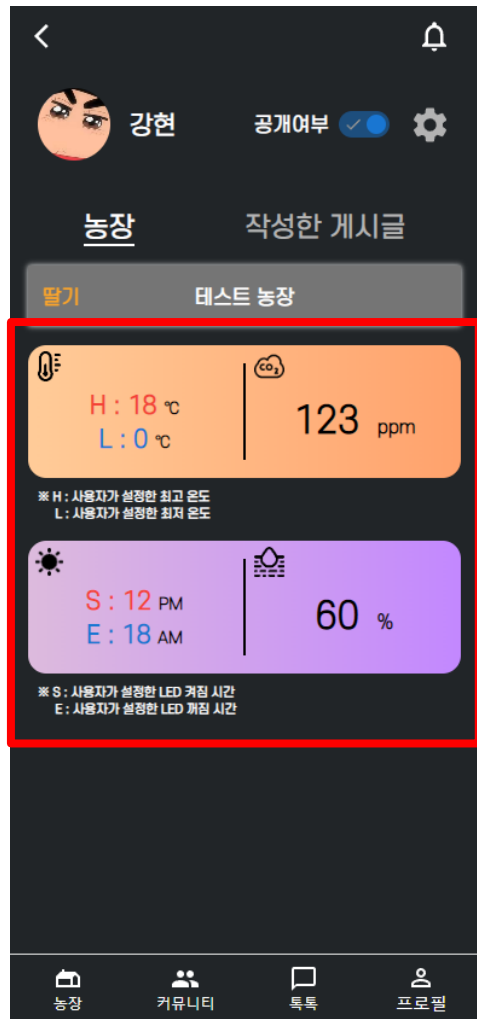 강현 공개여부
농장 작성한 게시글
딸기 테스트 농장
CO2
H : 18 ℃
L : 0 ℃
123 ppm
※ H : 사용자가 설정한 최고 온도
L : 사용자가 설정한 최저 온도
S : 12 PM
E : 18 AM
60 %
※ S : 사용자가 설정한 LED 켜짐 시간
E : 사용자가 설정한 LED 꺼짐 시간
농장 커뮤니티 톡톡 프로필